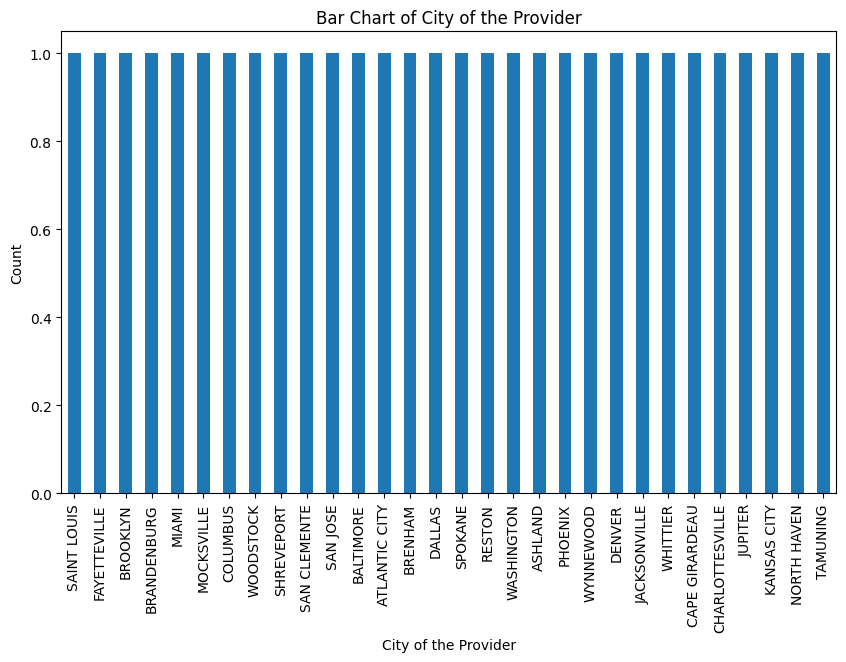 Bar Chart of City of the Provider
1.0
0.8
0.6
0.4
0.2
0.0
Count
SAINT LOUIS
FAYETTEVILLE
BROOKLYN
BRANDENBURG
MIAMI
MOCKSVILLE
COLUMBUS
WOODSTOCK
SHREVEPORT
SAN CLEMENTE
SAN JOSE
BALTIMORE
ATLANTIC CITY
BRENHAM
DALLAS
SPOKANE
RESTON
WASHINGTON
ASHLAND
PHOENIX
WYNNEWOOD
DENVER
JACKSONVILLE
WHITTIER
CAPE GIRARDEAU
CHARLOTTESVILLE
JUPITER
KANSAS CITY
NORTH HAVEN
TAMUNING
City of the Provider